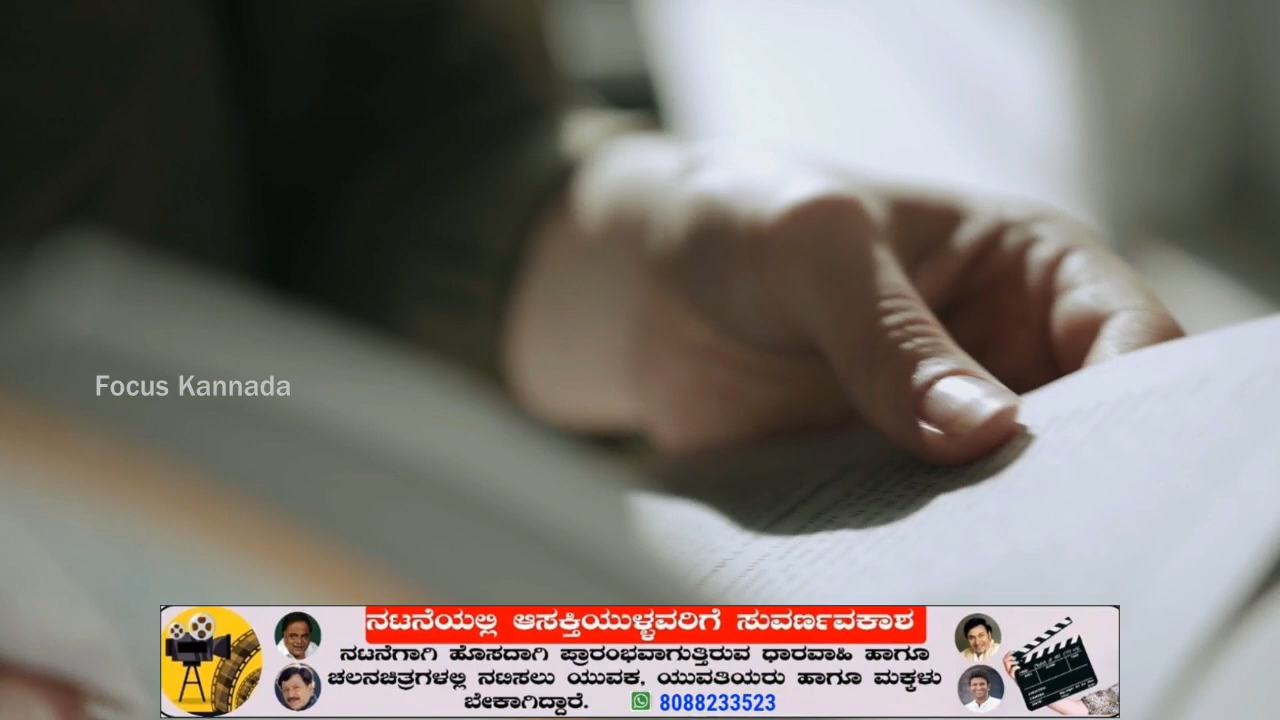 Focus Kannada
ನಟನೆಯಲ್ಲಿ ಆಸಕ್ತಿಯುಳ್ಳವರಿಗೆ ಸುವರ್ಣವಕಾಶ
ನಟನೆಗಾಗಿ ಹೊಸದಾಗಿ ಪ್ರಾರಂಭವಾಗುತ್ತಿರುವ ಧಾರವಾಹಿ ಹಾಗೂ
ಚಲನಚಿತ್ರಗಳಲ್ಲಿ ನಟಿಸಲು ಯುವಕ, ಯುವತಿಯರು ಹಾಗೂ ಮಕ್ಕಳು
ಬೇಕಾಗಿದ್ದಾರೆ. 8088233523